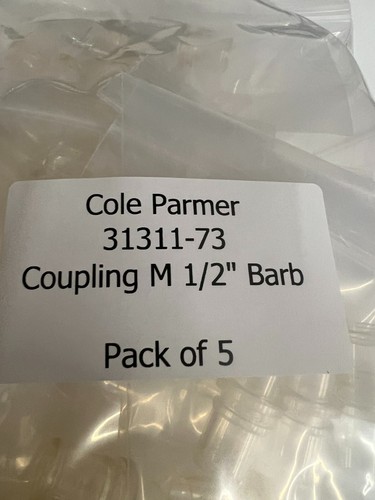 Cole Parmer
31311-73
Coupling M 1/2" Barb
Pack of 5